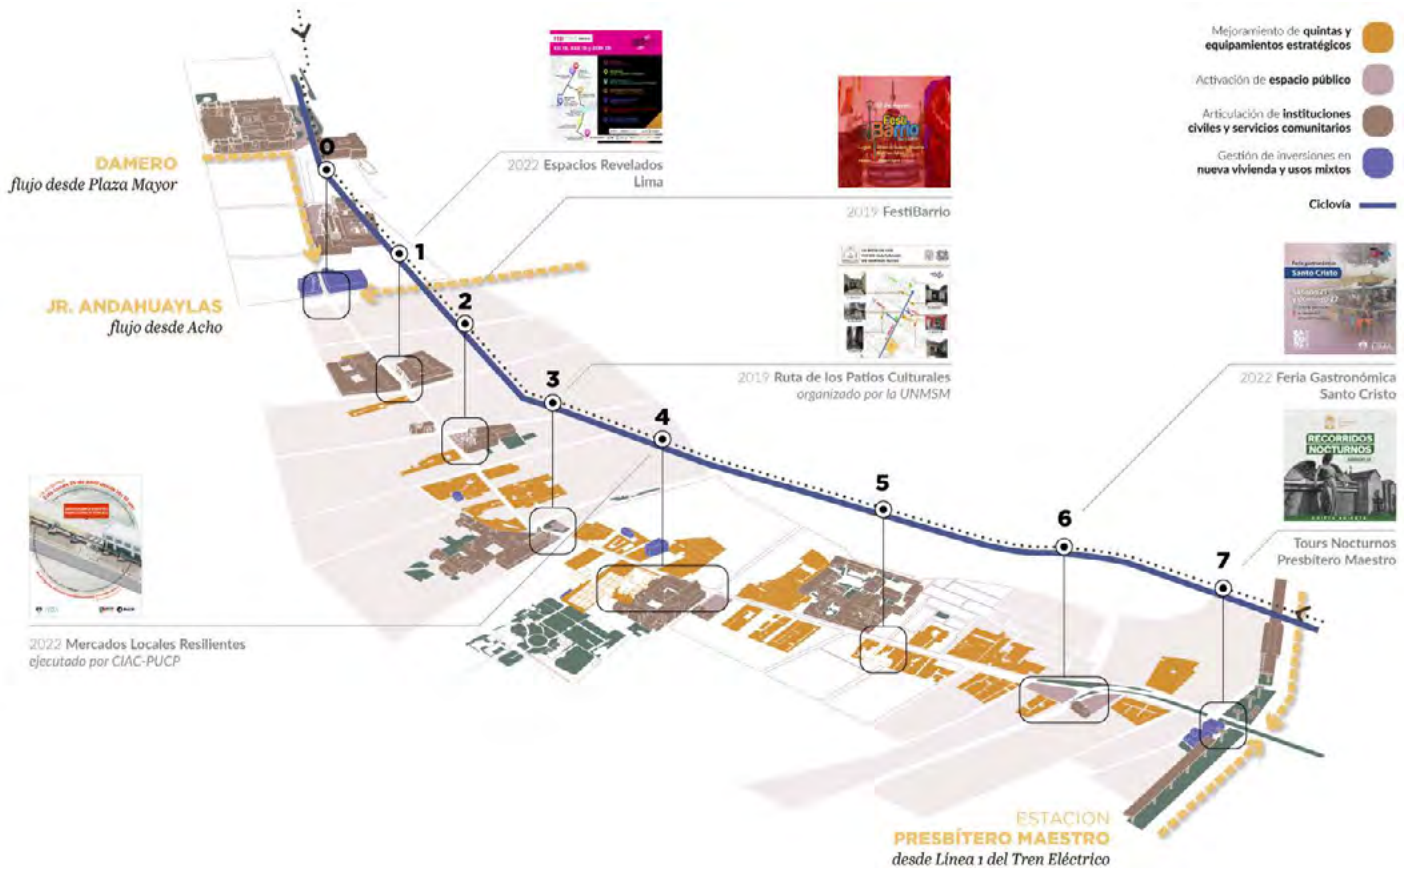 Mejoramiento de quintas y
equipamientos estratégicos
Activación de espacio público
Articulación de instituciones
civiles y servicios comunitarios
Gestión de inversiones en
nueva vivienda y usos mixtos
Ciclovía
DAMERO
flujo desde Plaza Mayor
JR. ANDAHUAYLAS
flujo desde Acho
0
1
2
3
4
5
6
7
2022 Espacios Revelados
Lima
Festi
Barrio
2019 FestiBarrio
2019 Ruta de los Patios Culturales
organizado por la UNMSM
Feria gastronómica
Santo Cristo
2022 Feria Gastronómica
Santo Cristo
RECORRIDOS
NOCTURNOS
Tours Nocturnos
Presbítero Maestro
2022 Mercados Locales Resilientes
ejecutado por CIAC-PUCP
ESTACION
PRESBÍTERO MAESTRO
desde Línea 1 del Tren Eléctrico